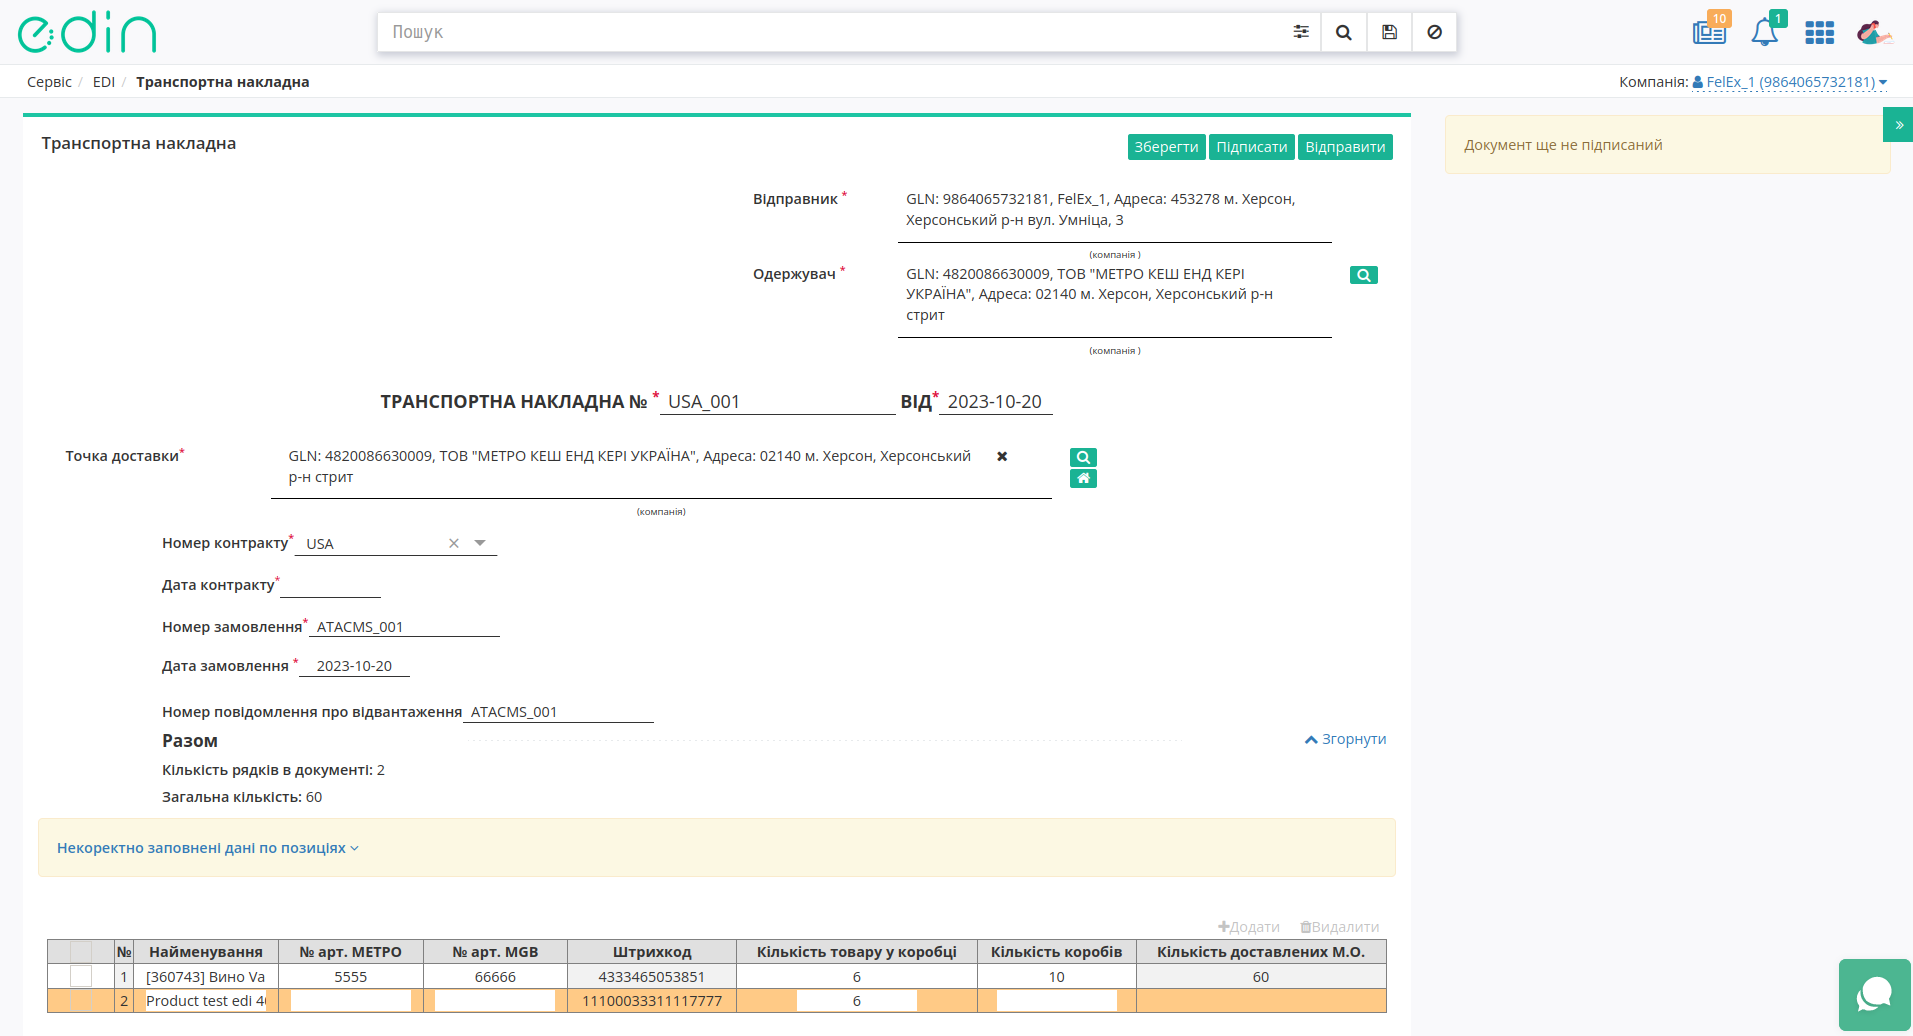 edin
Пошук
10
1
Сервіс / EDI / Транспортна накладна
Компанія: FelEx_1 (9864065732181)
Транспортна накладна
Зберегти Підписати Відправити
Документ ще не підписаний
Відправник * GLN: 9864065732181, FelEx_1, Адреса: 453278 м. Херсон,
Херсонський р-н вул. Умніца, 3
(компанія )
Одержувач * GLN: 4820086630009, ТОВ "МЕТРО КЕШ ЕНД КЕРІ
УКРАЇНА", Адреса: 02140 м. Херсон, Херсонський р-н
стрит
(компанія )
ТРАНСПОРТНА НАКЛАДНА № * USA_001 ВІД* 2023-10-20
Точка доставки* GLN: 4820086630009, ТОВ "МЕТРО КЕШ ЕНД КЕРІ УКРАЇНА", Адреса: 02140 м. Херсон, Херсонський
р-н стрит
(компанія)
Номер контракту* USA
Дата контракту*
Номер замовлення* ATACMS_001
Дата замовлення * 2023-10-20
Номер повідомлення про відвантаження ATACMS_001
Разом
Згорнути
Кількість рядків в документі: 2
Загальна кількість: 60
Некоректно заповнені дані по позиціях
Додати Видалити
№ Найменування № арт. МЕТРО № арт. MGB Штрихкод Кількість товару у коробці Кількість коробів Кількість доставлених М.О.
1 [360743] Вино Va 5555 66666 4333465053851 6 10 60
2 Product test edi 40 11100033311117777 6